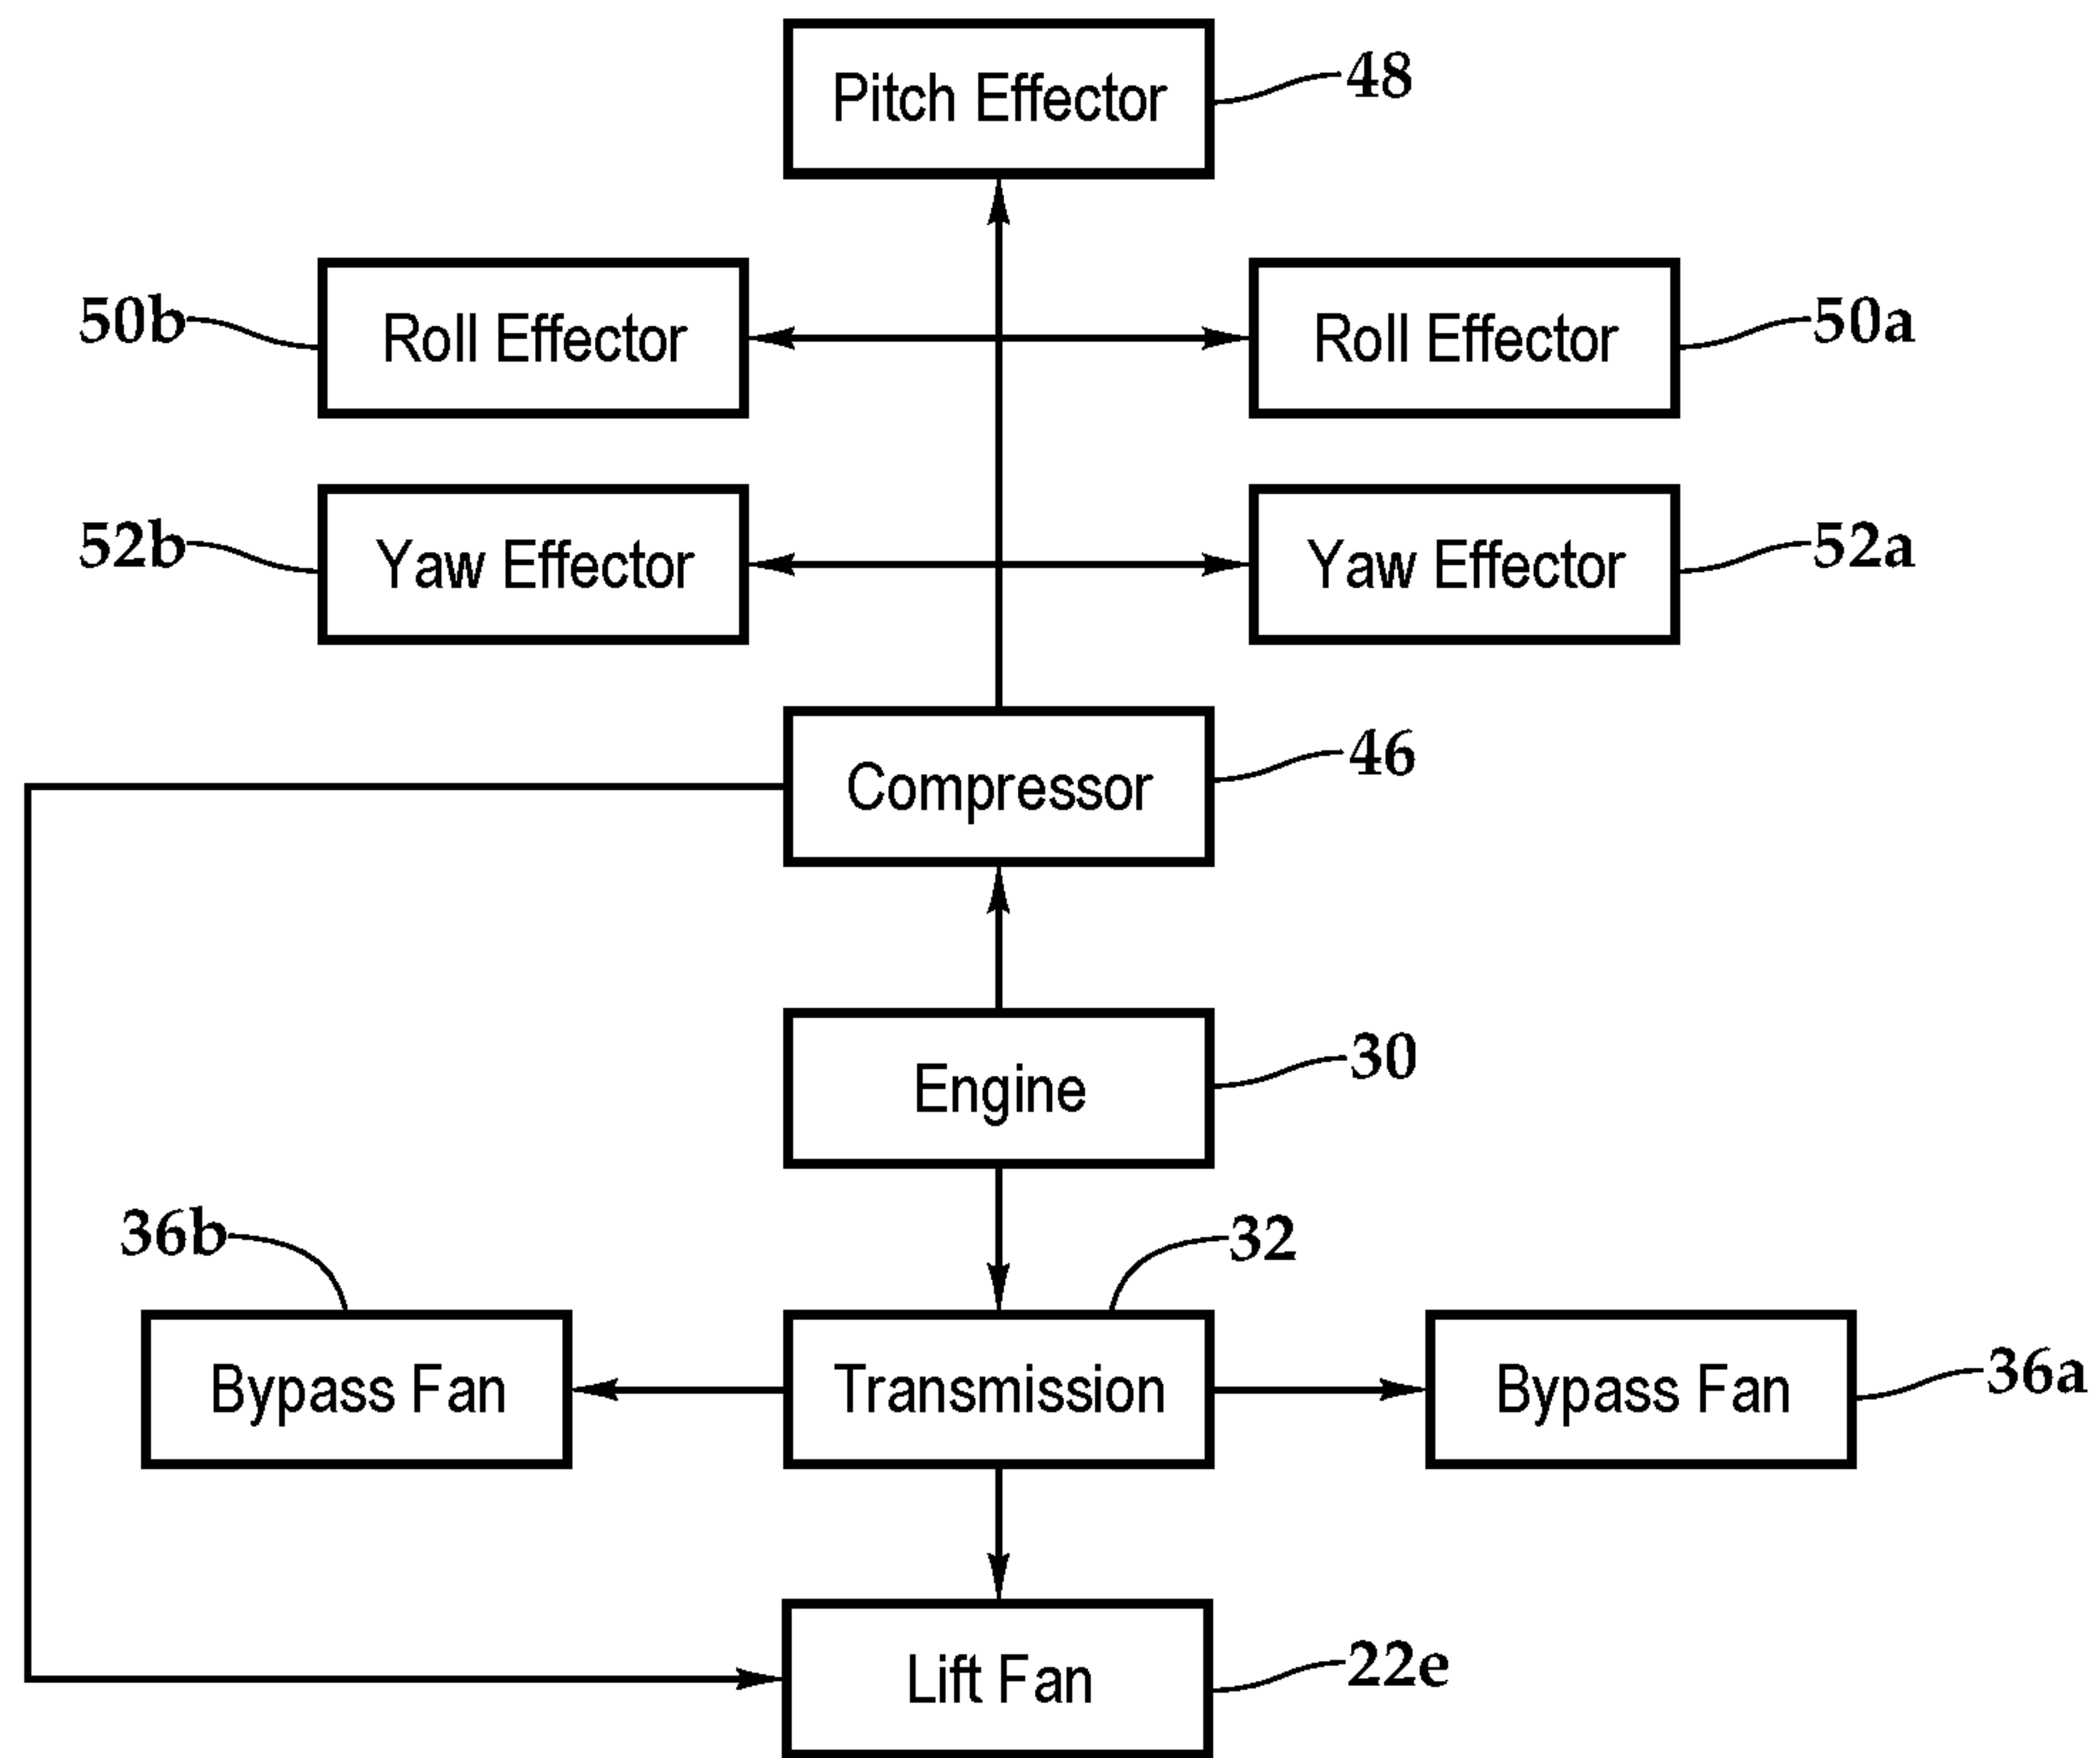 Pitch Effector
48
50b
Roll Effector
Roll Effector
50a
52b
Yaw Effector
Yaw Effector
52a
Compressor
46
Engine
30
36b
32
Bypass Fan
Transmission
Bypass Fan
36a
Lift Fan
22e